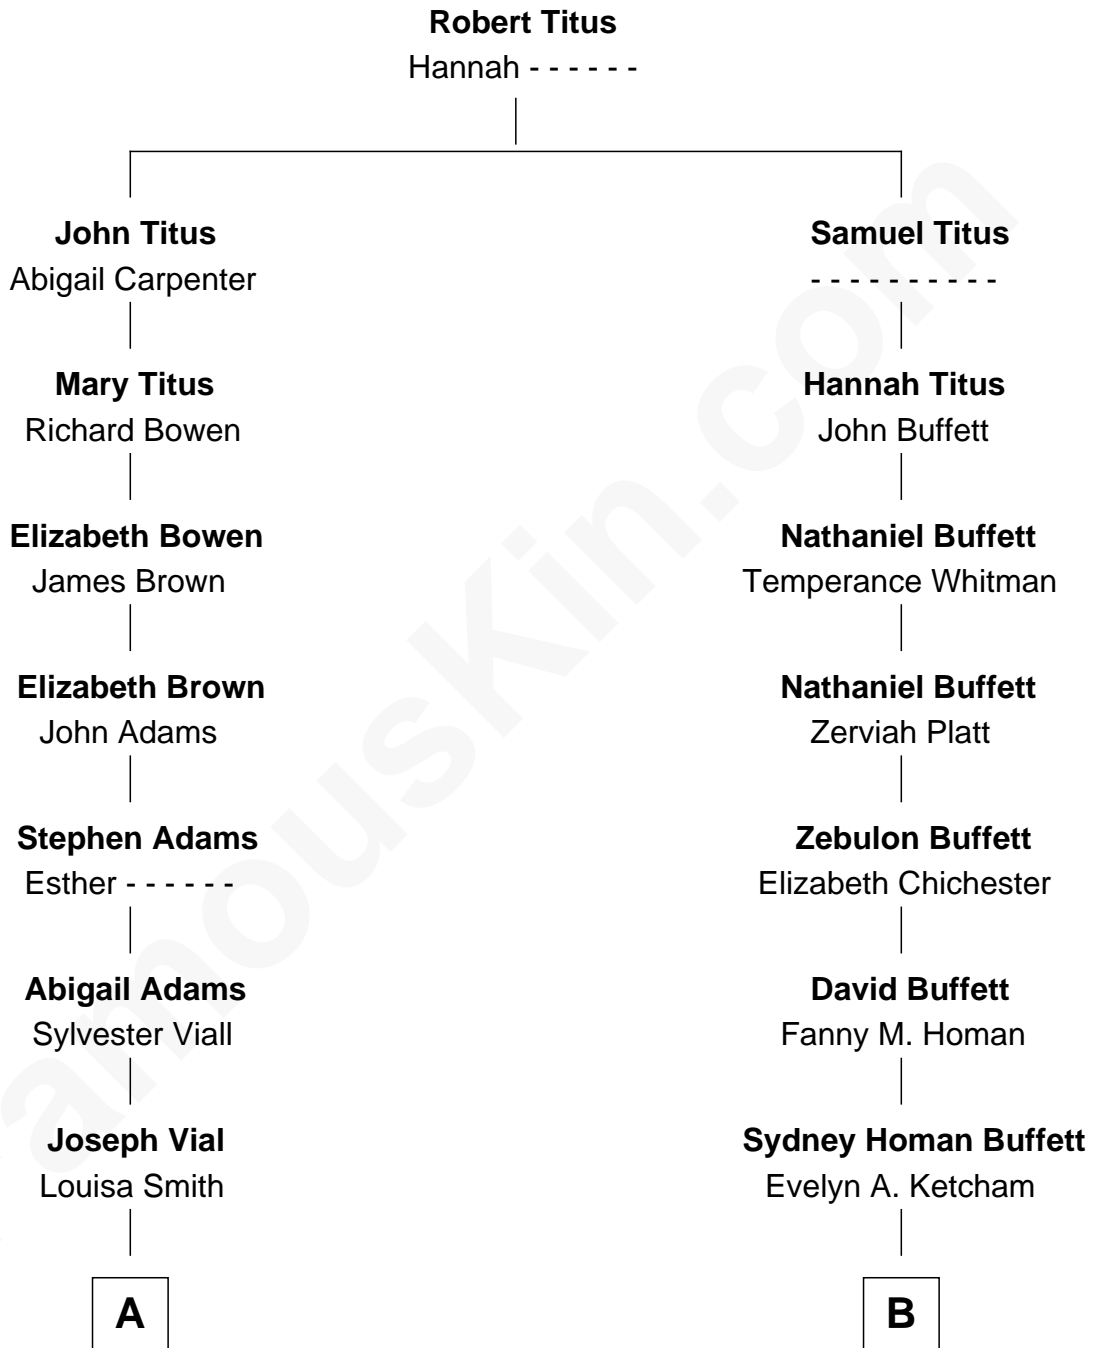 Robert Titus
Hannah - - - - - -
John Titus
Abigail Carpenter
Samuel Titus
- - - - - - - - - -
Mary Titus
Richard Bowen
Hannah Titus
John Buffett
Elizabeth Bowen
James Brown
Nathaniel Buffett
Temperance Whitman
Elizabeth Brown
John Adams
Nathaniel Buffett
Zerviah Platt
Stephen Adams
Esther - - - - - -
Zebulon Buffett
Elizabeth Chichester
Abigail Adams
Sylvester Viall
David Buffett
Fanny M. Homan
Joseph Vial
Louisa Smith
Sydney Homan Buffett
Evelyn A. Ketcham
A
B
amouskin.com